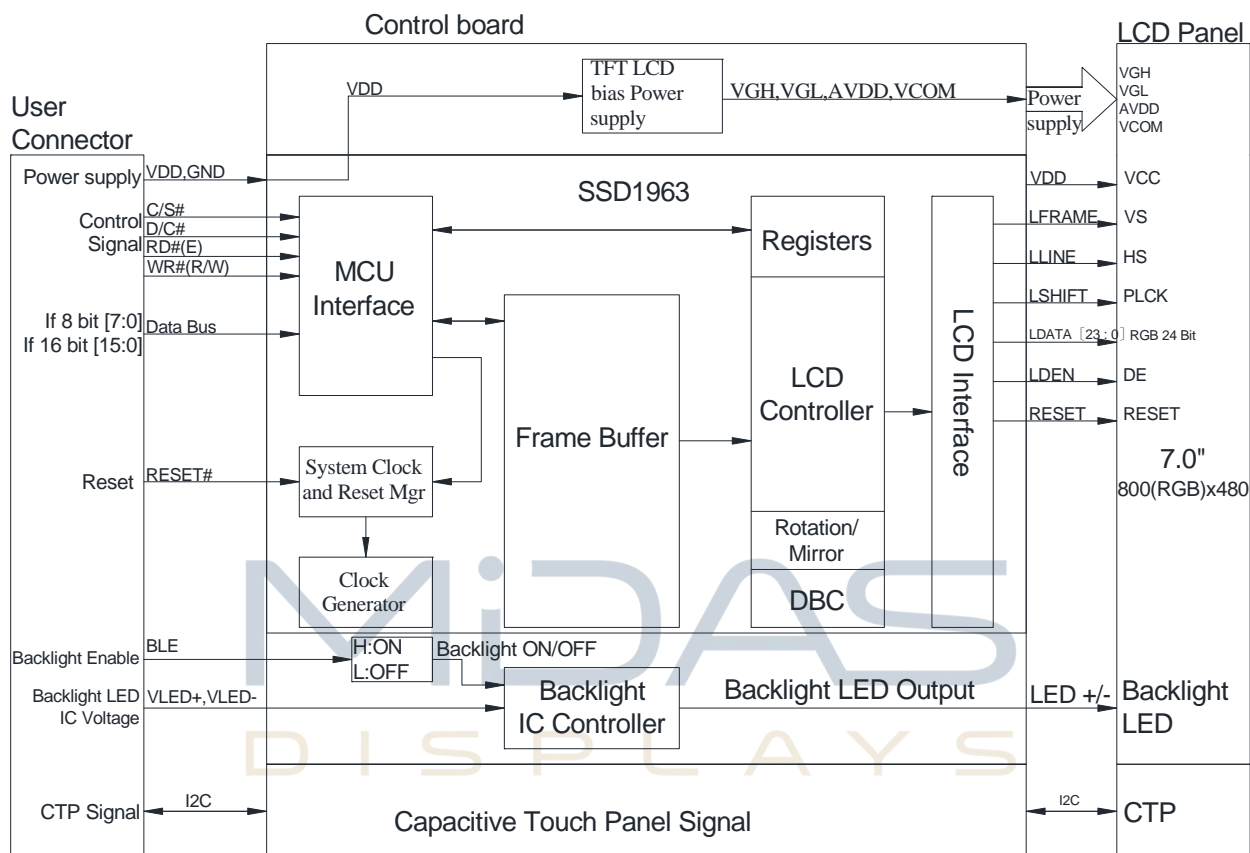 Control board
LCD Panel
User
Connector
VDD
TFT LCD
bias Power
supply
VGH,VGL,AVDD,VCOM
Power
supply
VGH
VGL
AVDD
VCOM
Power supply
VDD,GND
SSD1963
VDD
VCC
Control
Signal
C/S#
D/C#
RD#(E)
WR#(R/W)
MCU
Interface
Registers
LCD Interface
LFRAME
VS
LLINE
HS
LSHIFT
PLCK
If 8 bit [7:0]
If 16 bit [15:0]
Data Bus
LDATA [23:0]
RGB 24 Bit
LCD
Controller
LDEN
DE
Frame Buffer
RESET
RESET
7.0"
800(RGB)x480
Reset
RESET#
System Clock
and Reset Mgr
Rotation/
Mirror
Clock
Generator
DBC
MiDAS
DISPLAYS
Backlight Enable
BLE
H:ON
L:OFF
Backlight ON/OFF
Backlight LED
IC Voltage
VLED+,VLED-
Backlight
IC Controller
Backlight LED Output
LED +/-
Backlight
LED
CTP Signal
I2C
Capacitive Touch Panel Signal
I2C
CTP